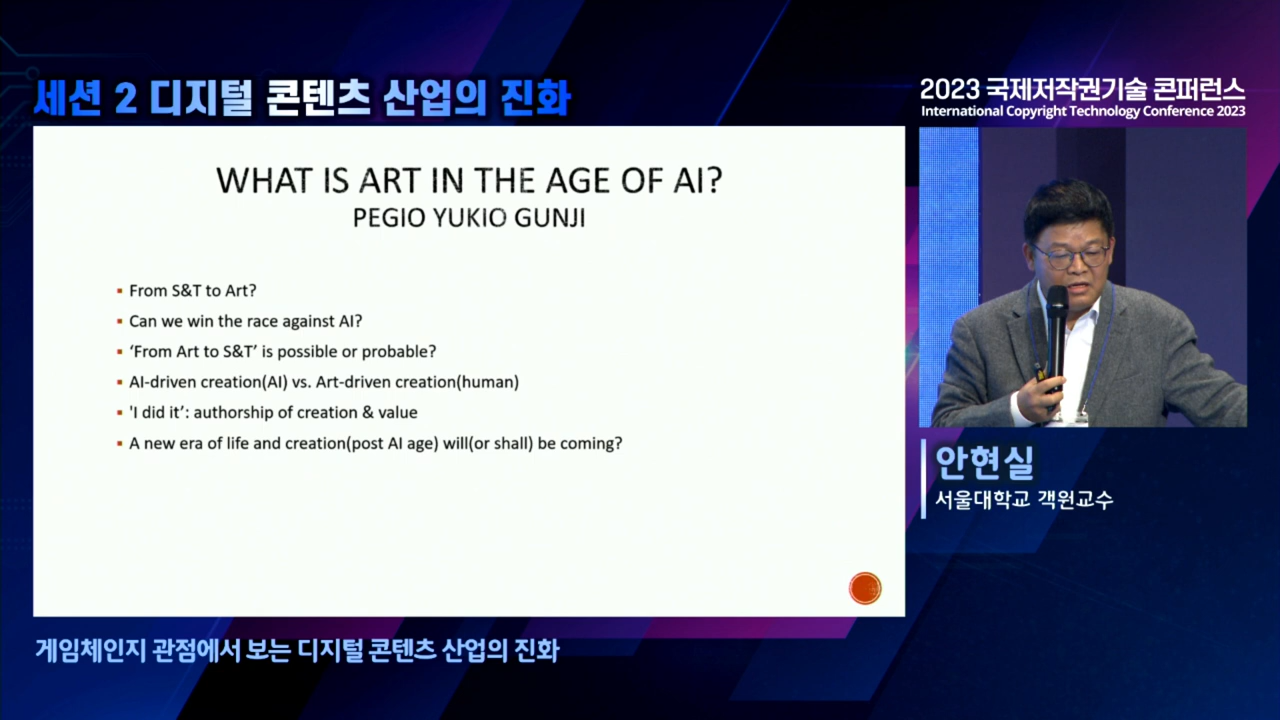 세션 2 디지털 콘텐츠 산업의 진화
2023 국제저작권기술 콘퍼런스
International Copyright Technology Conference 2023
WHAT IS ART IN THE AGE OF AI?
PEGIO YUKIO GUNJI
▪ From S&T to Art?
▪ Can we win the race against AI?
▪ ‘From Art to S&T’ is possible or probable?
▪ AI-driven creation(AI) vs. Art-driven creation(human)
▪ 'I did it’: authorship of creation & value
▪ A new era of life and creation(post AI age) will(or shall) be coming?
안현실
서울대학교 객원교수
게임체인지 관점에서 보는 디지털 콘텐츠 산업의 진화